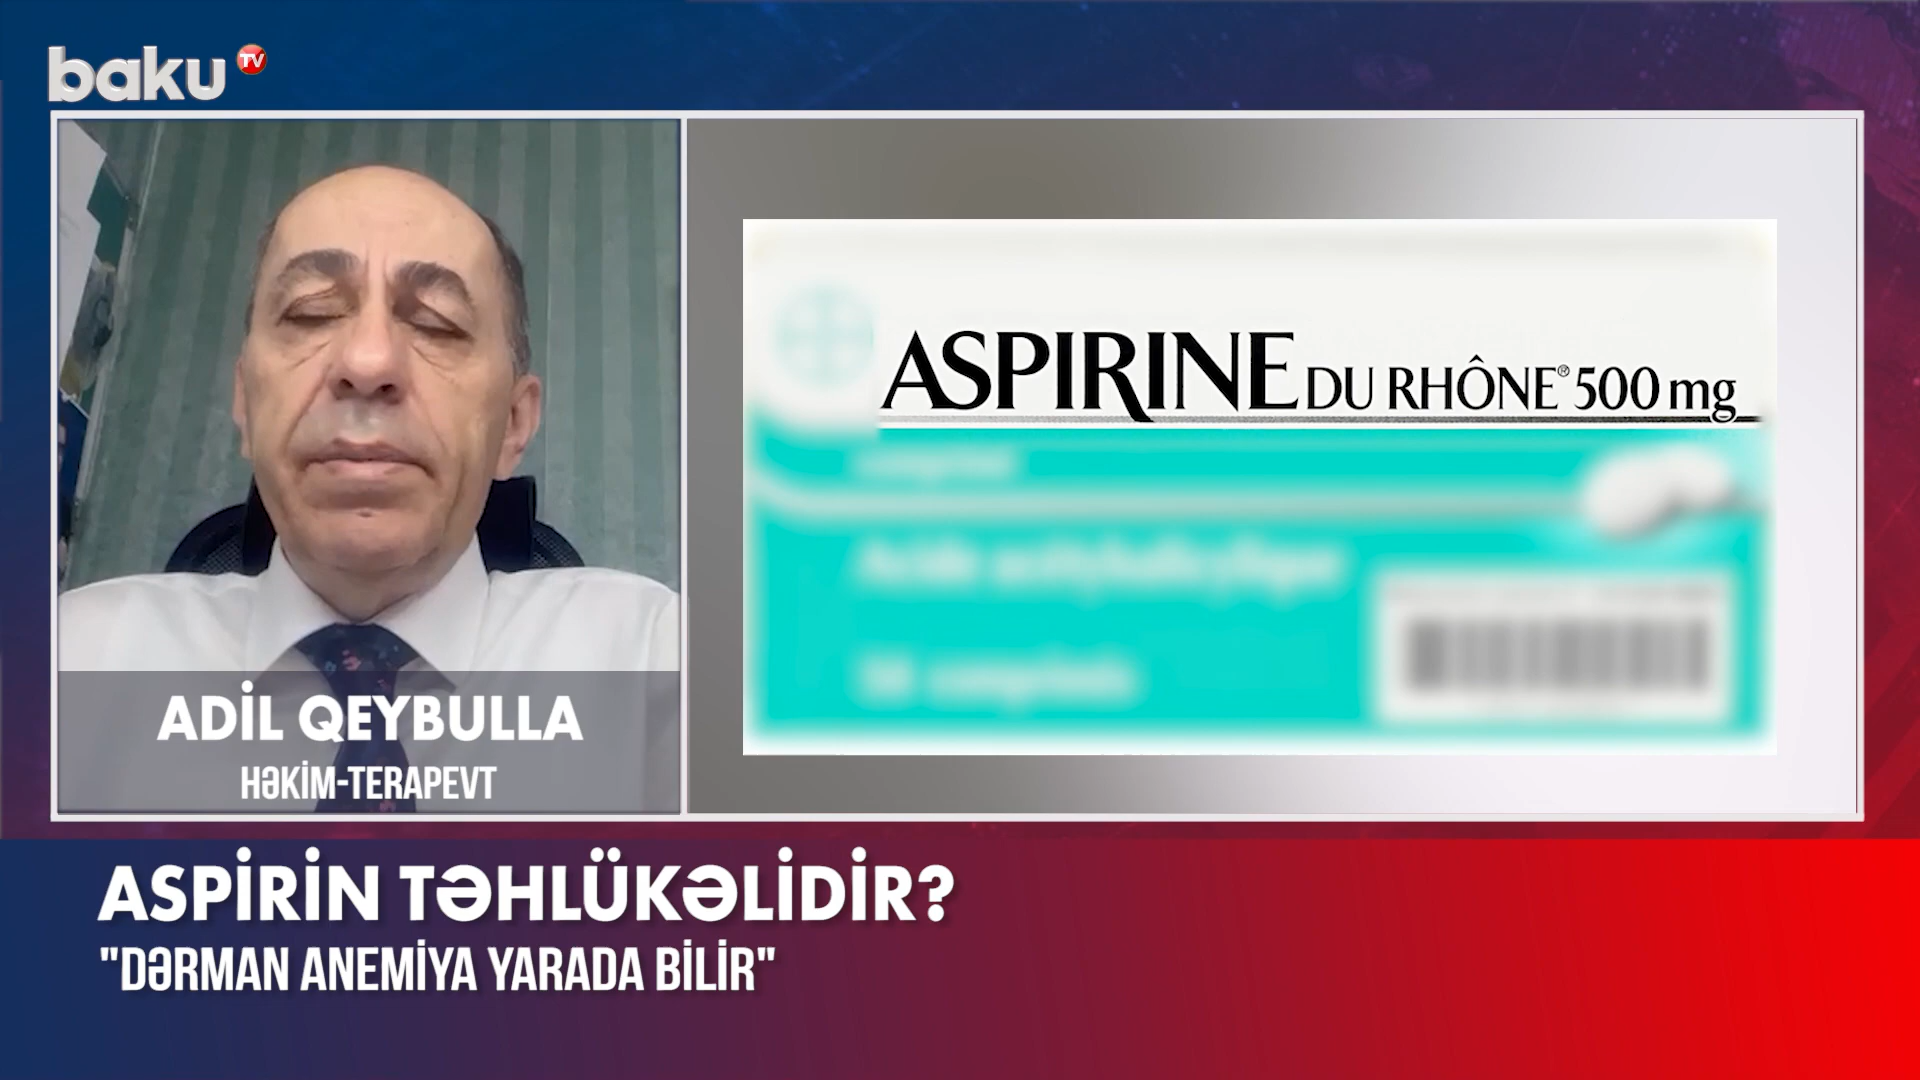 baku TV
ASPIRINE DU RHÔNE® 500 mg
ADİL QEYBULLA
HƏKİM-TERAPEVT
ASPİRİN TƏHLÜKƏLİDİR?
"DƏRMAN ANEMİYA YARADA BİLİR"